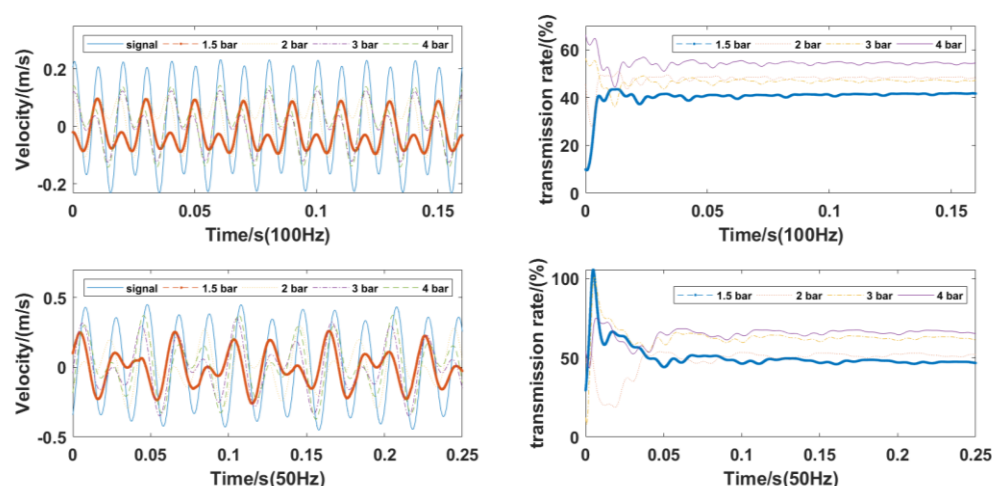 signal 1.5 bar 2 bar 3 bar 4 bar
Velocity/(m/s)
0.2
0
-0.2
0 0.05 0.1 0.15
Time/s(100Hz)
1.5 bar 2 bar 3 bar 4 bar
transmission rate/(%)
60
40
20
0
0 0.05 0.1 0.15
Time/s(100Hz)
signal 1.5 bar 2 bar 3 bar 4 bar
Velocity/(m/s)
0.5
0
-0.5
0 0.05 0.1 0.15 0.2 0.25
Time/s(50Hz)
1.5 bar 2 bar 3 bar 4 bar
transmission rate/(%)
100
50
0
0 0.05 0.1 0.15 0.2 0.25
Time/s(50Hz)